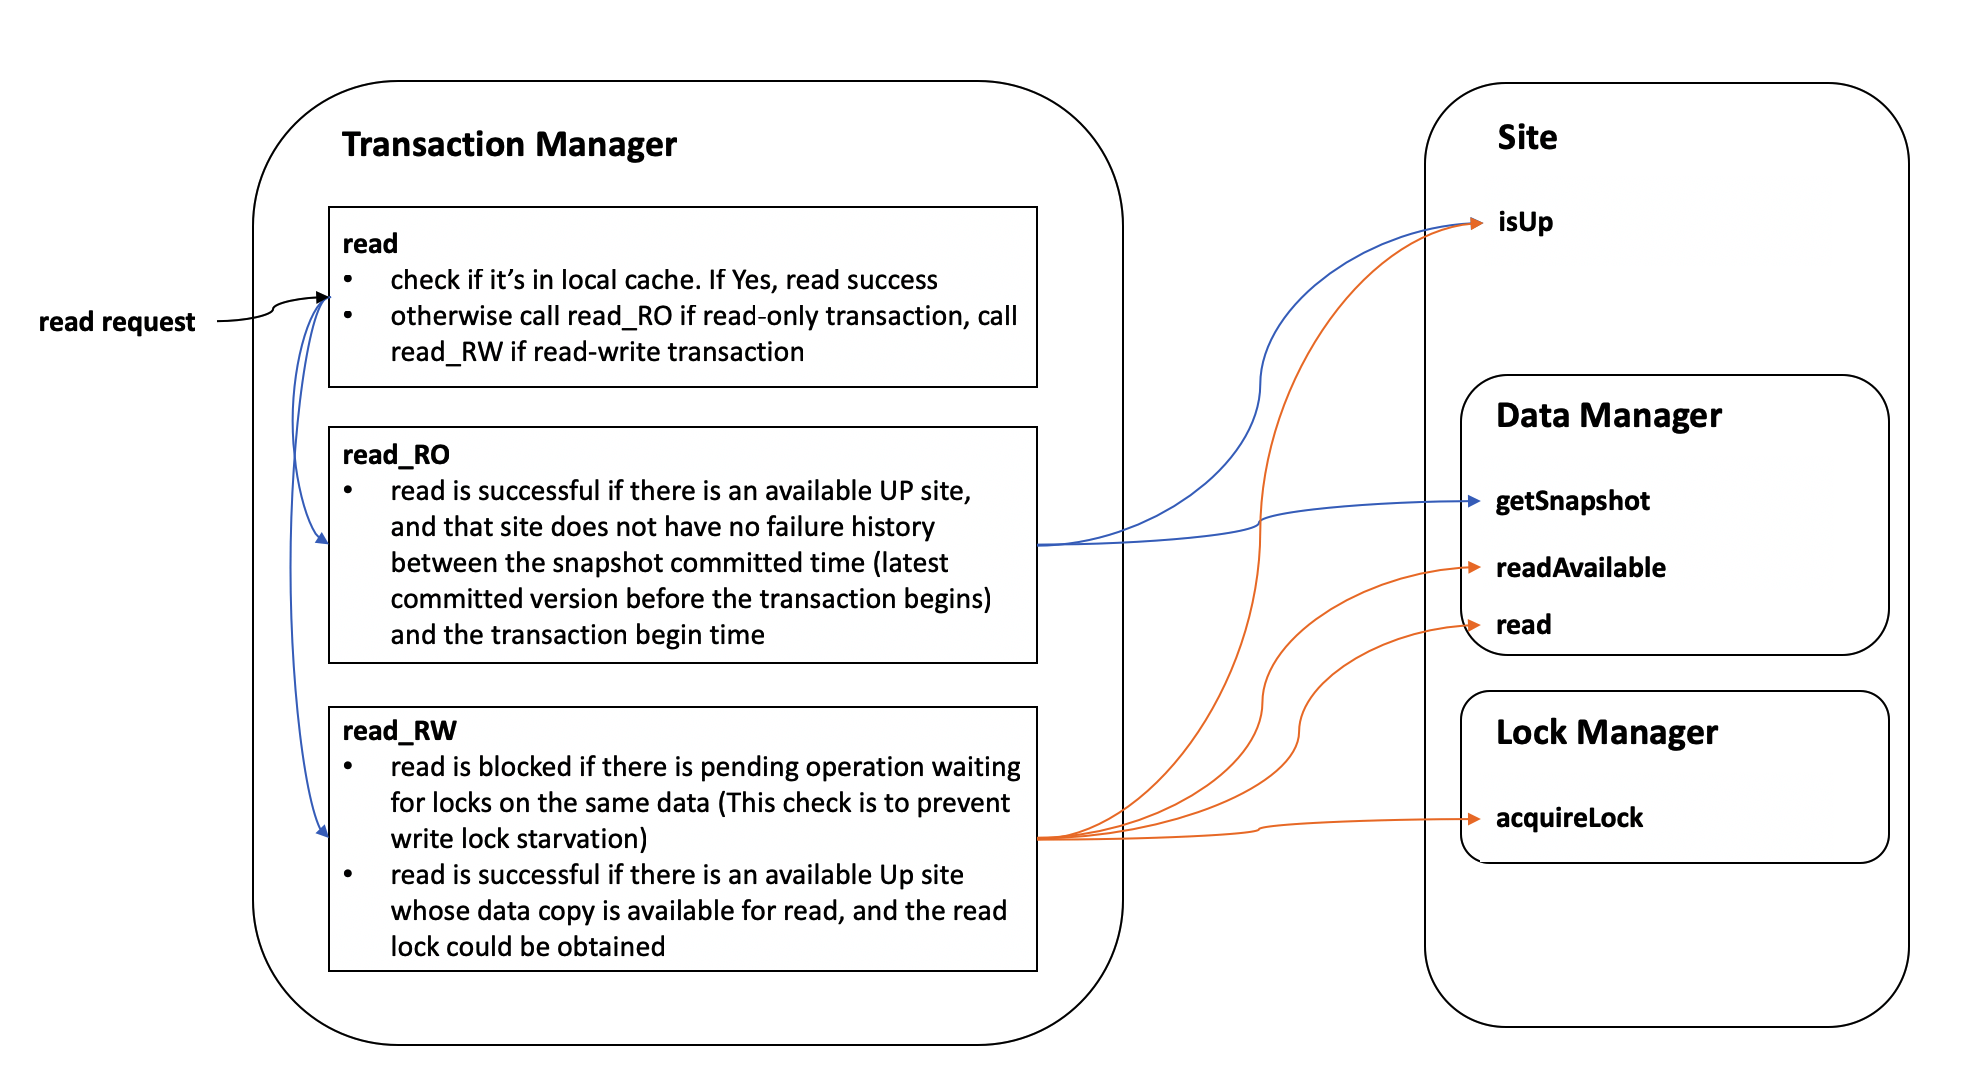 read request
Transaction Manager
read
• check if it’s in local cache. If Yes, read success
• otherwise call read_RO if read-only transaction, call
read_RW if read-write transaction
read_RO
• read is successful if there is an available UP site,
and that site does not have no failure history
between the snapshot committed time (latest
committed version before the transaction begins)
and the transaction begin time
read_RW
• read is blocked if there is pending operation waiting
for locks on the same data (This check is to prevent
write lock starvation)
• read is successful if there is an available Up site
whose data copy is available for read, and the read
lock could be obtained
Site
isUp
Data Manager
getSnapshot
readAvailable
read
Lock Manager
acquireLock